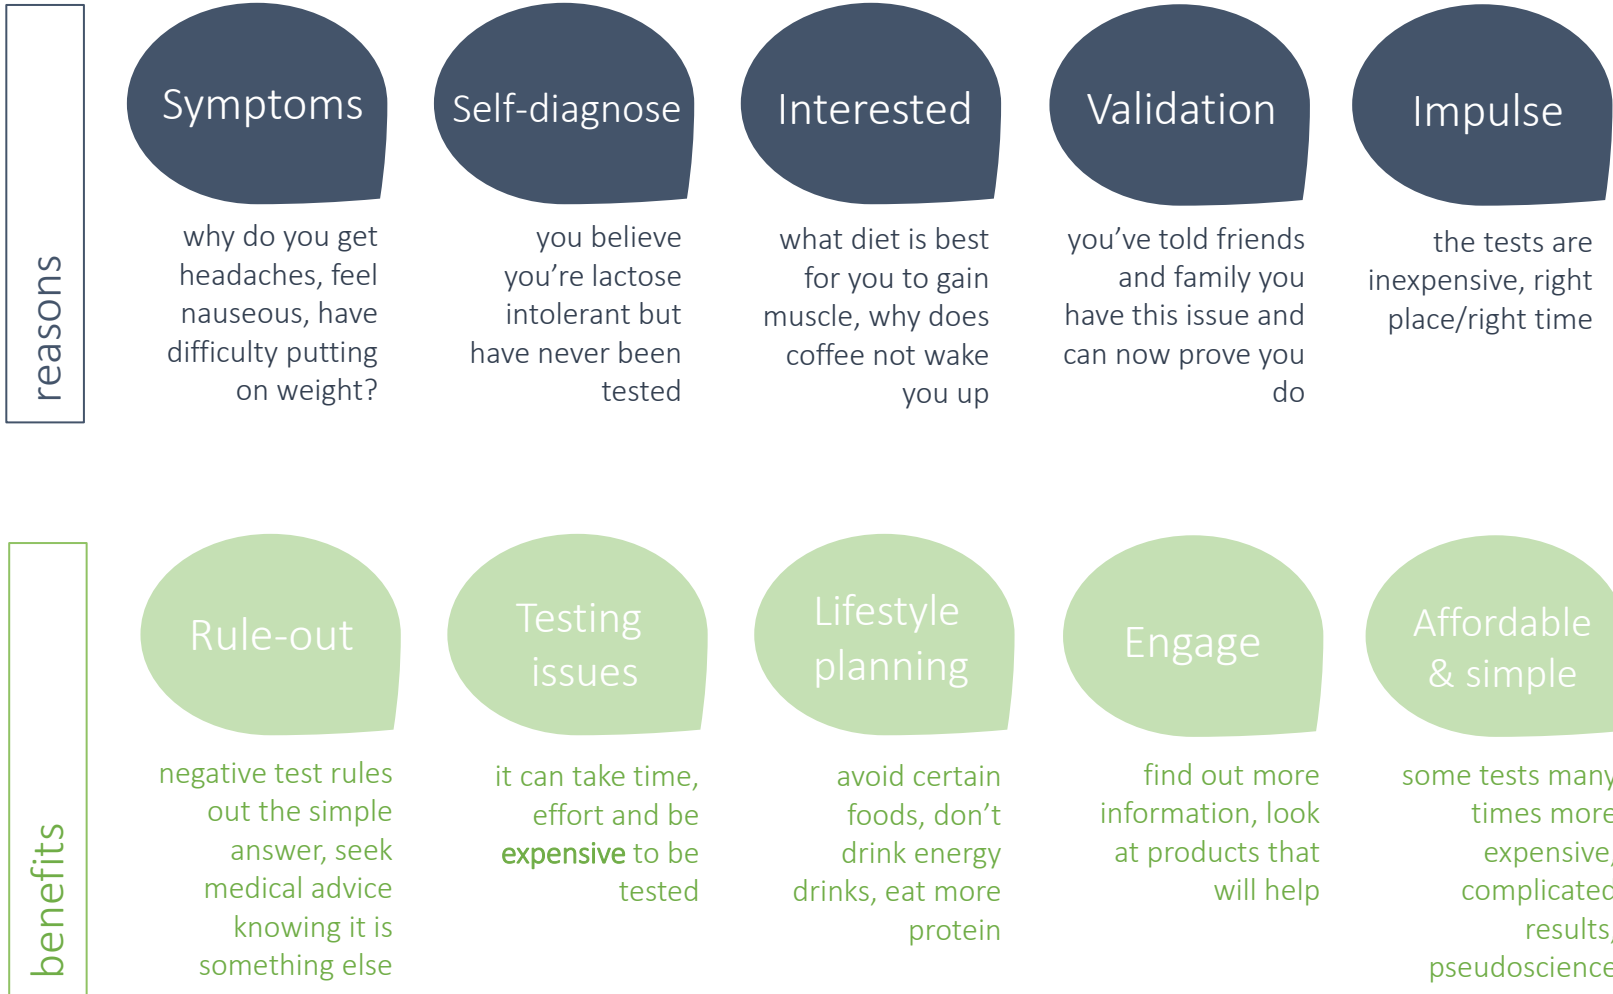 reasons
Symptoms
why do you get
headaches, feel
nauseous, have
difficulty putting
on weight?
Self-diagnose
you believe
you're lactose
intolerant but
have never been
tested
Interested
what diet is best
for you to gain
muscle, why does
coffee not wake
you up
Validation
you've told friends
and family you
have this issue and
can now prove you
do
Impulse
the tests are
inexpensive, right
place/right time
benefits
Rule-out
negative test rules
out the simple
answer, seek
medical advice
knowing it is
something else
Testing
issues
it can take time,
effort and be
expensive to be
tested
Lifestyle
planning
avoid certain
foods, don't
drink energy
drinks, eat more
protein
Engage
find out more
information, look
at products that
will help
Affordable
& simple
some tests many
times more
expensive,
complicated
results,
pseudoscience